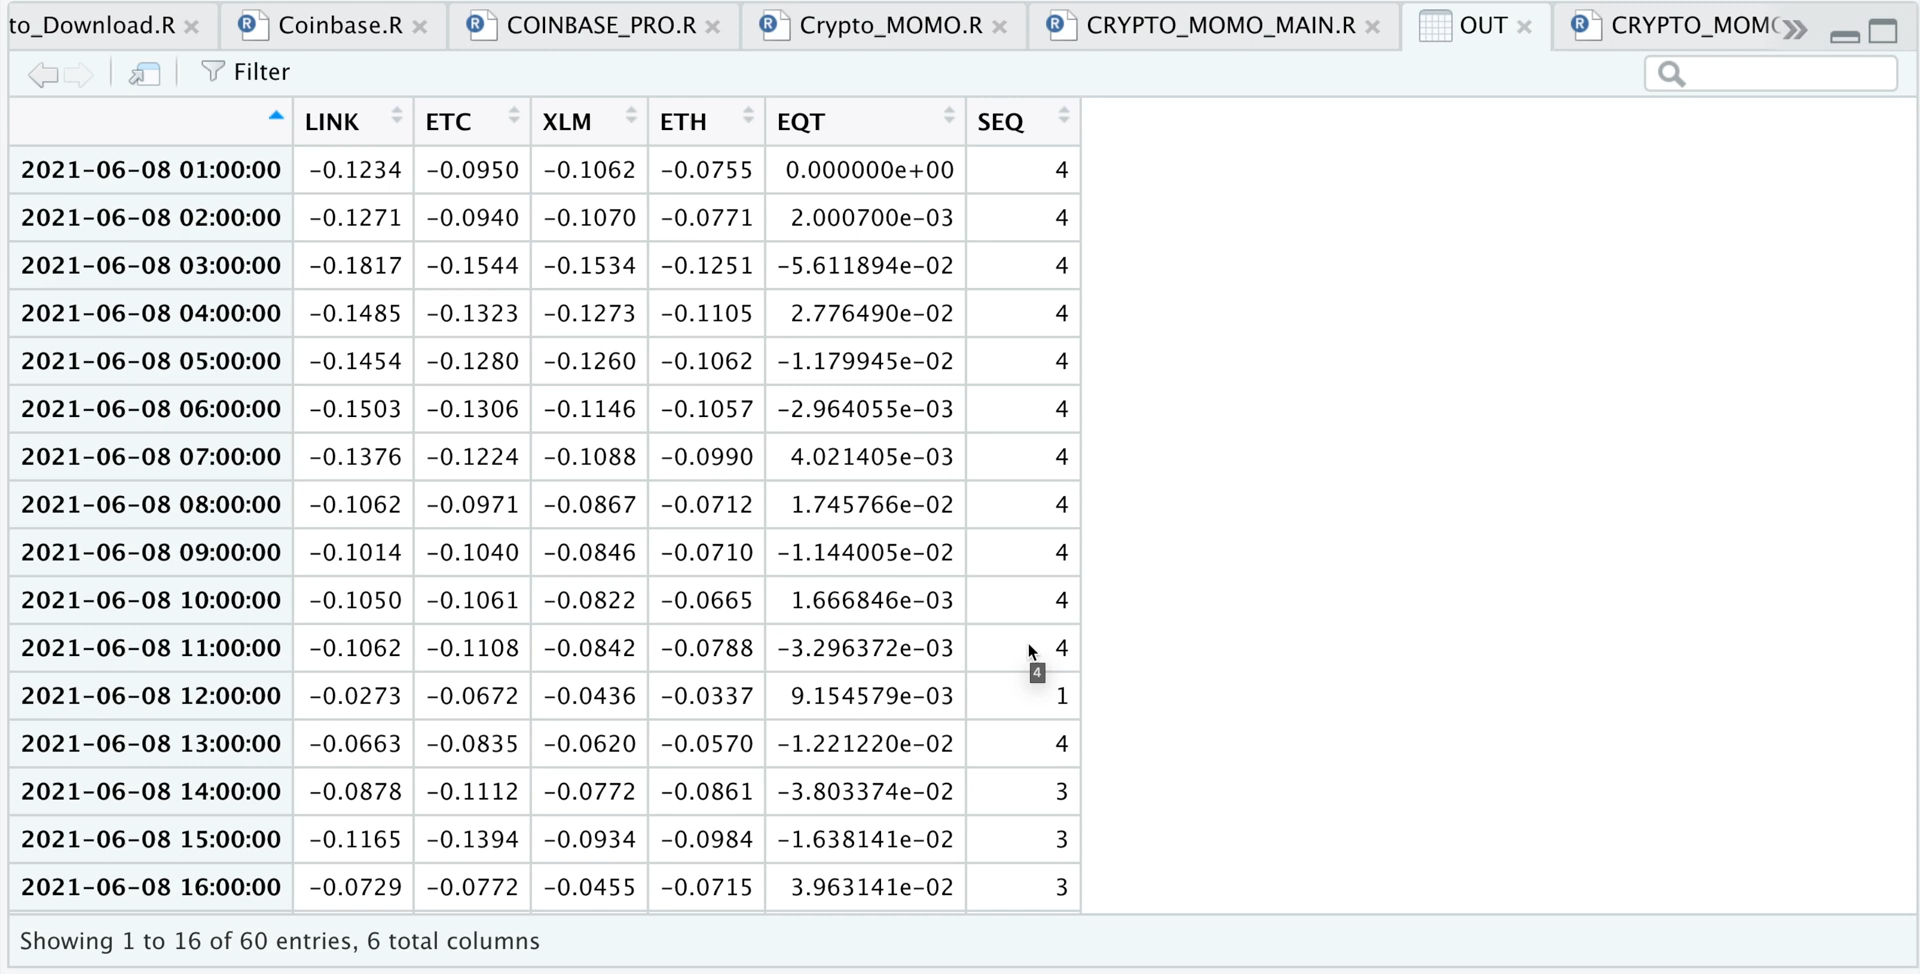 to_Download.R Coinbase.R COINBASE_PRO.R Crypto_MOMO.R CRYPTO_MOMO_MAIN.R OUT CRYPTO_MOMO
Filter
LINK ETC XLM ETH EQT SEQ
2021-06-08 01:00:00 -0.1234 -0.0950 -0.1062 -0.0755 0.000000e+00 4
2021-06-08 02:00:00 -0.1271 -0.0940 -0.1070 -0.0771 2.000700e-03 4
2021-06-08 03:00:00 -0.1817 -0.1544 -0.1534 -0.1251 -5.611894e-02 4
2021-06-08 04:00:00 -0.1485 -0.1323 -0.1273 -0.1105 2.776490e-02 4
2021-06-08 05:00:00 -0.1454 -0.1280 -0.1260 -0.1062 -1.179945e-02 4
2021-06-08 06:00:00 -0.1503 -0.1306 -0.1146 -0.1057 -2.964055e-03 4
2021-06-08 07:00:00 -0.1376 -0.1224 -0.1088 -0.0990 4.021405e-03 4
2021-06-08 08:00:00 -0.1062 -0.0971 -0.0867 -0.0712 1.745766e-02 4
2021-06-08 09:00:00 -0.1014 -0.1040 -0.0846 -0.0710 -1.144005e-02 4
2021-06-08 10:00:00 -0.1050 -0.1061 -0.0822 -0.0665 1.666846e-03 4
2021-06-08 11:00:00 -0.1062 -0.1108 -0.0842 -0.0788 -3.296372e-03 4
4
2021-06-08 12:00:00 -0.0273 -0.0672 -0.0436 -0.0337 9.154579e-03 1
2021-06-08 13:00:00 -0.0663 -0.0835 -0.0620 -0.0570 -1.221220e-02 4
2021-06-08 14:00:00 -0.0878 -0.1112 -0.0772 -0.0861 -3.803374e-02 3
2021-06-08 15:00:00 -0.1165 -0.1394 -0.0934 -0.0984 -1.638141e-02 3
2021-06-08 16:00:00 -0.0729 -0.0772 -0.0455 -0.0715 3.963141e-02 3
Showing 1 to 16 of 60 entries, 6 total columns